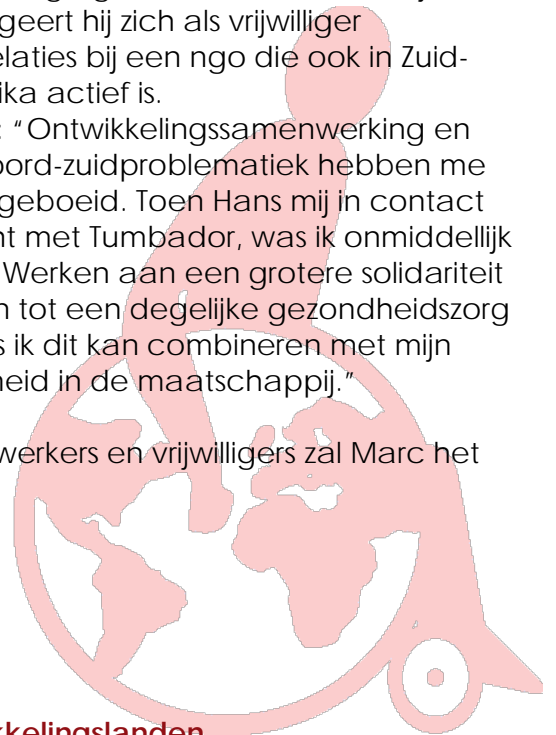 geert hij zich als vrijwilliger
elaties bij een ngo die ook in Zuid-
ika actief is.
: “Ontwikkelingssamenwerking en
oord-zuidproblematiek hebben me
geboeid. Toen Hans mij in contact
ht met Tumbador, was ik onmiddellijk
Werken aan een grotere solidariteit
n tot een degelijke gezondheidszorg
s ik dit kan combineren met mijn
heid in de maatschappij.”
werkers en vrijwilligers zal Marc het
kkelingslanden